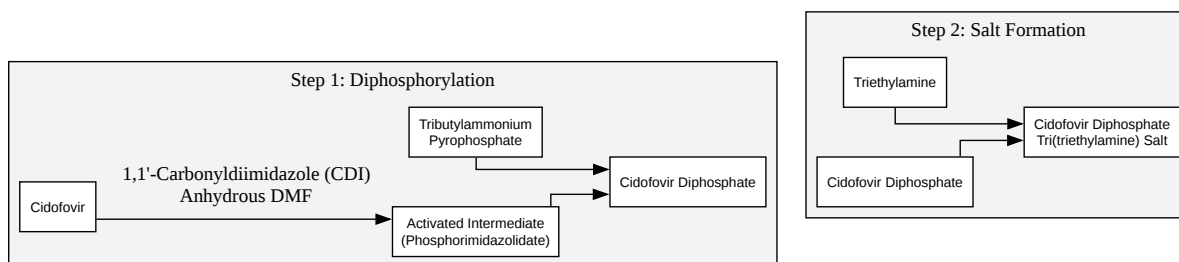 Step 1: Diphosphorylation
Tributylammonium
Pyrophosphate
1,1'-Carbonyldiimidazole (CDI)
Anhydrous DMF
Cidofovir
Activated Intermediate
(Phosphorimidazolidate)
Cidofovir Diphosphate
Step 2: Salt Formation
Triethylamine
Cidofovir Diphosphate
Cidofovir Diphosphate
Tri(triethylamine) Salt